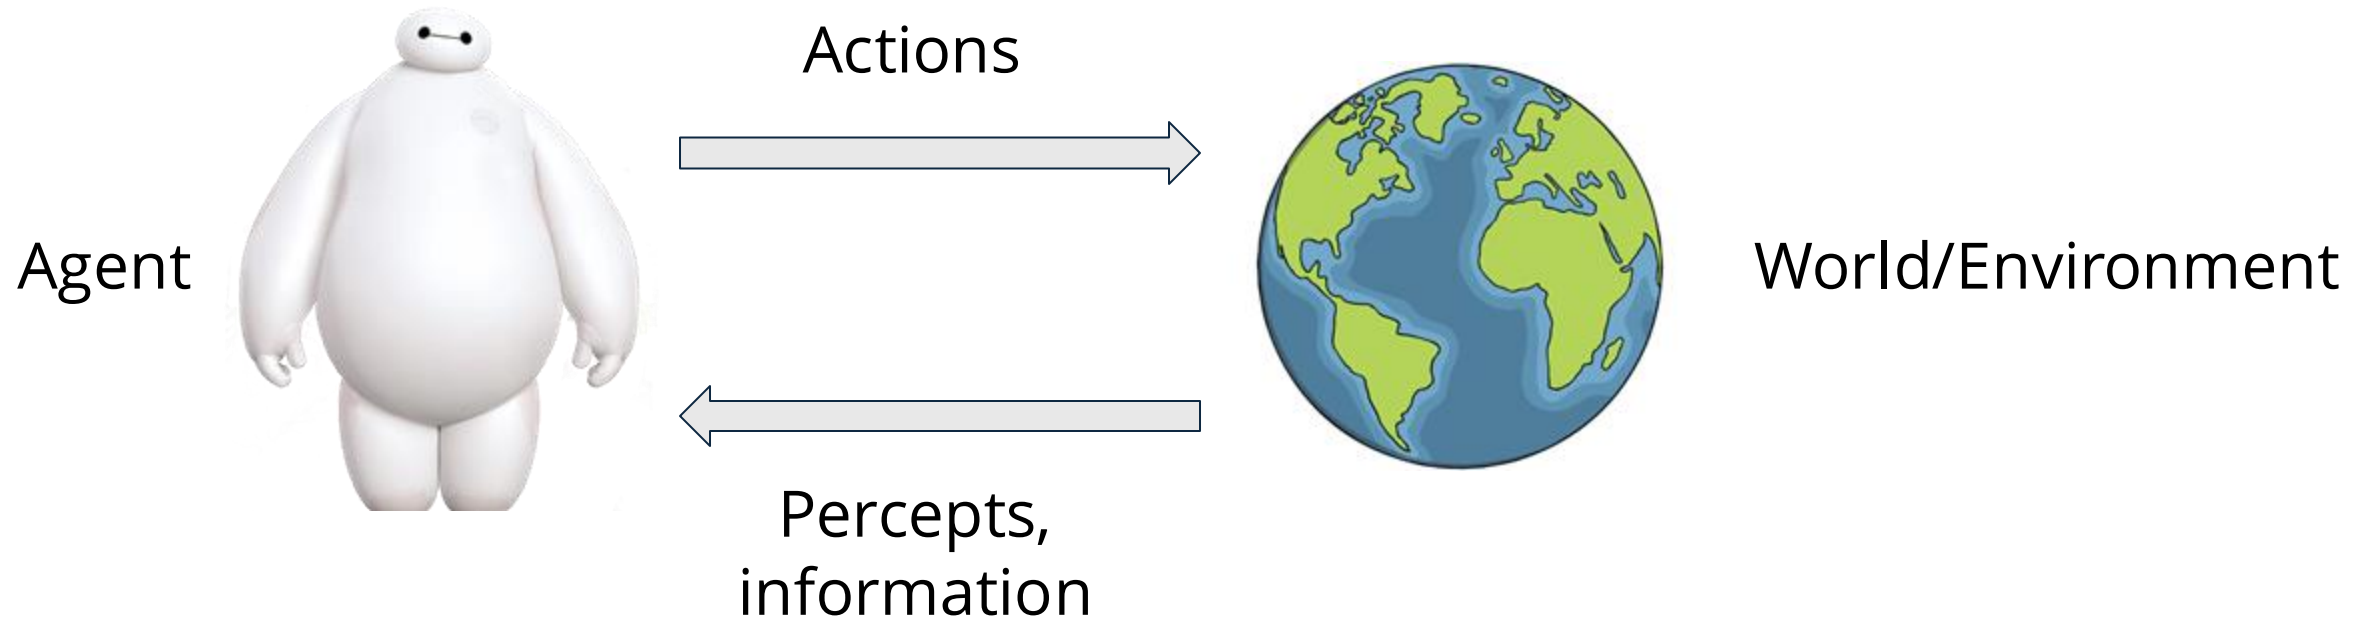 Actions
Agent
World/Environment
Percepts,
information